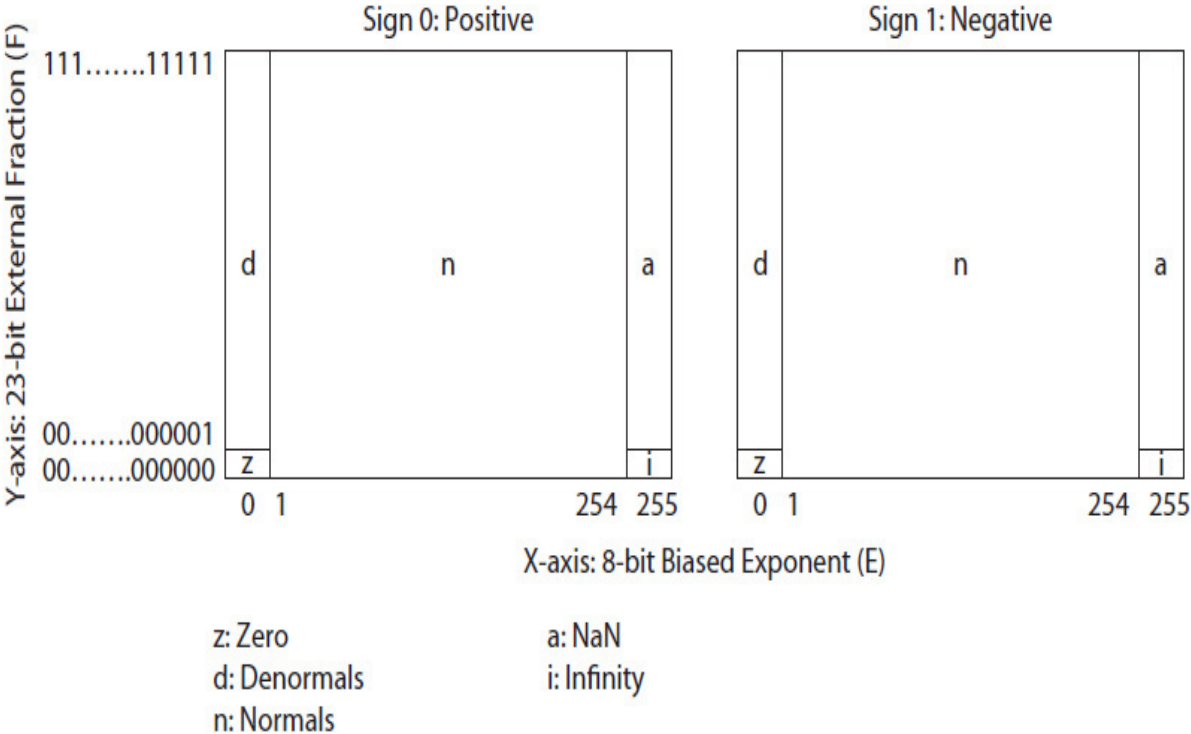 Sign 0: Positive
Sign 1: Negative
Y-axis: 23-bit External Fraction (F)
111.......11111
d
n
a
d
n
a
00.......000001
00.......000000
z
i
z
i
0 1 254 255
0 1 254 255
X-axis: 8-bit Biased Exponent (E)
z: Zero
a: NaN
d: Denormals
i: Infinity
n: Normals